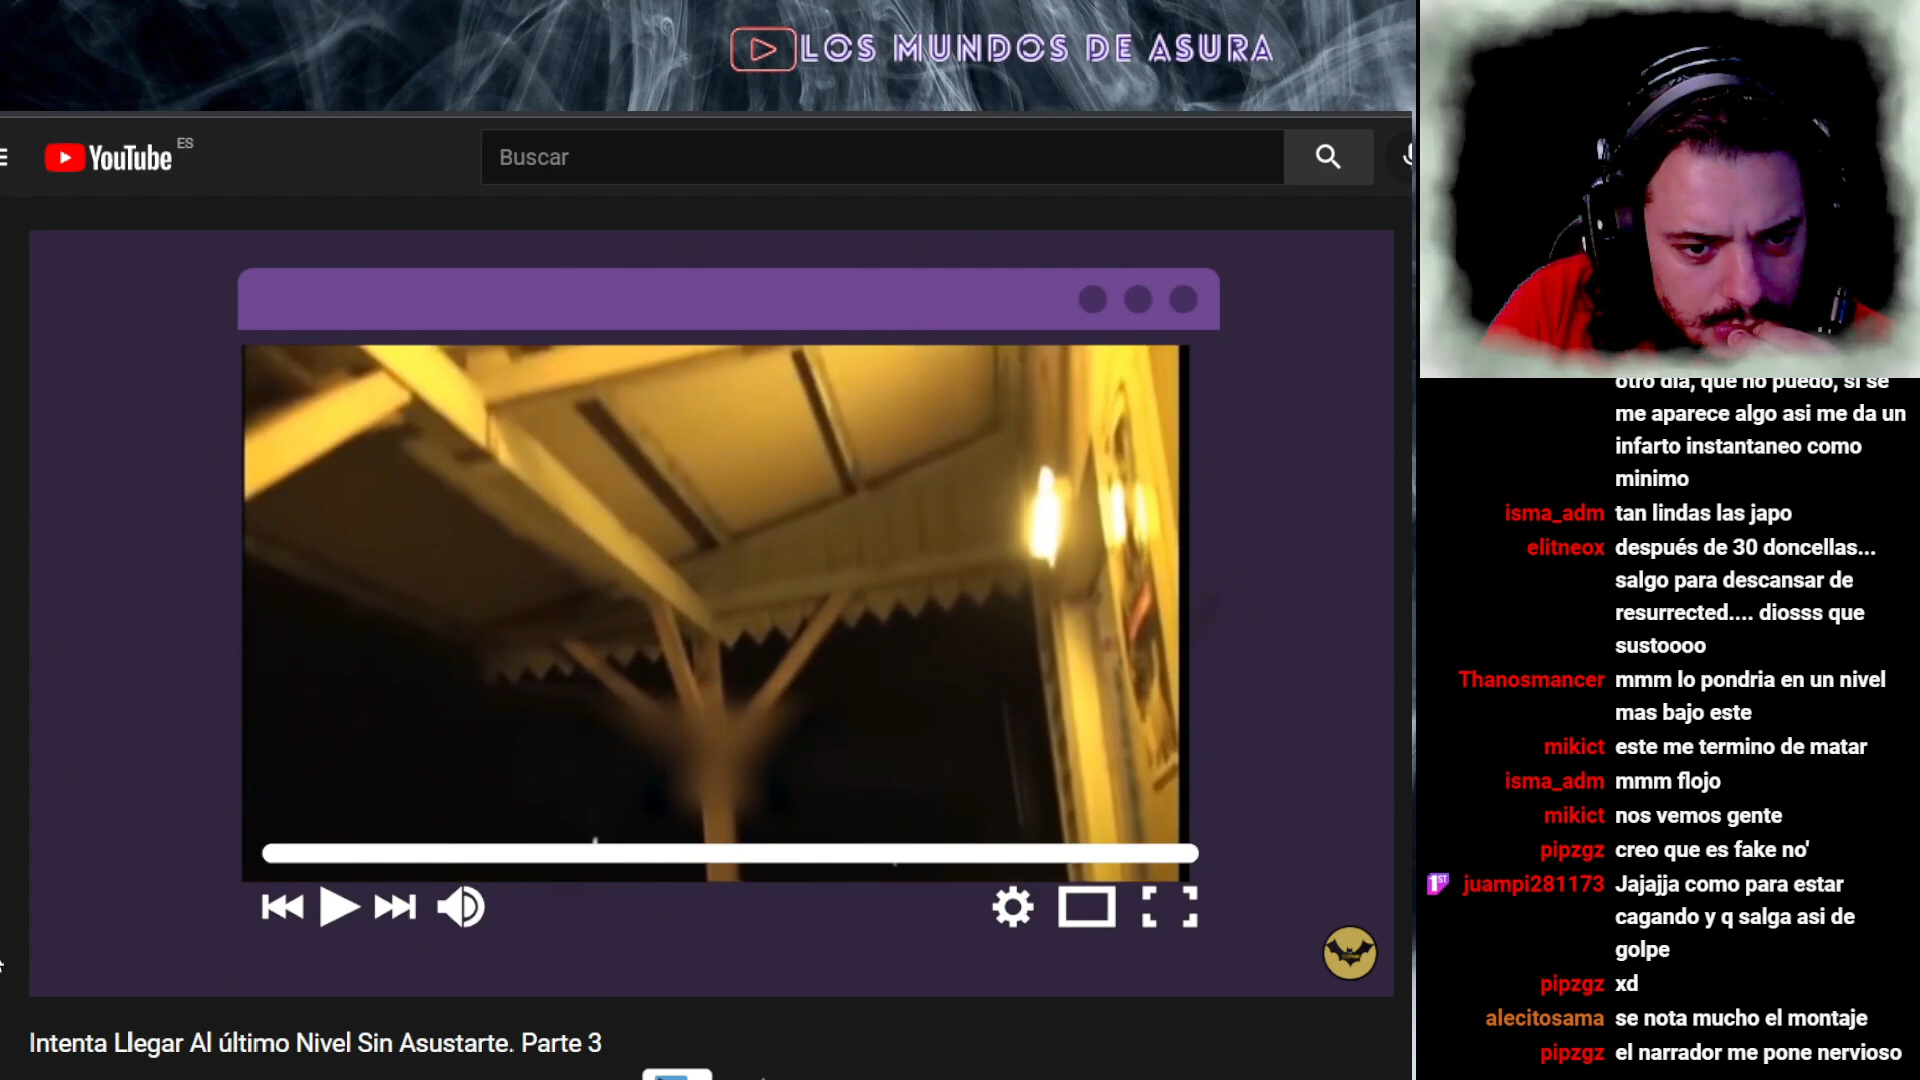 LOS MUNDOS DE ASURA
YouTube ES
Buscar
Intenta Llegar Al último Nivel Sin Asustarte. Parte 3
otro dia, que no puedo, si se
me aparece algo asi me da un
infarto instantaneo como
minimo
isma_adm tan lindas las japo
elitneox después de 30 doncellas...
salgo para descansar de
resurrected.... diosss que
sustoooo
Thanosmancer mmm lo pondria en un nivel
mas bajo este
mikict este me termino de matar
isma_adm mmm flojo
mikict nos vemos gente
pipzgz creo que es fake no'
1ST juampi281173 Jajajja como para estar
cagando y q salga asi de
golpe
pipzgz xd
alecitosama se nota mucho el montaje
pipzgz el narrador me pone nervioso